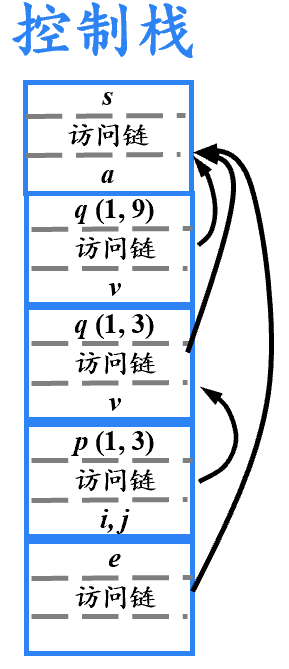 控制栈
s
访问链
a
q (1, 9)
访问链
v
q (1, 3)
访问链
v
p (1, 3)
访问链
i, j
e
访问链